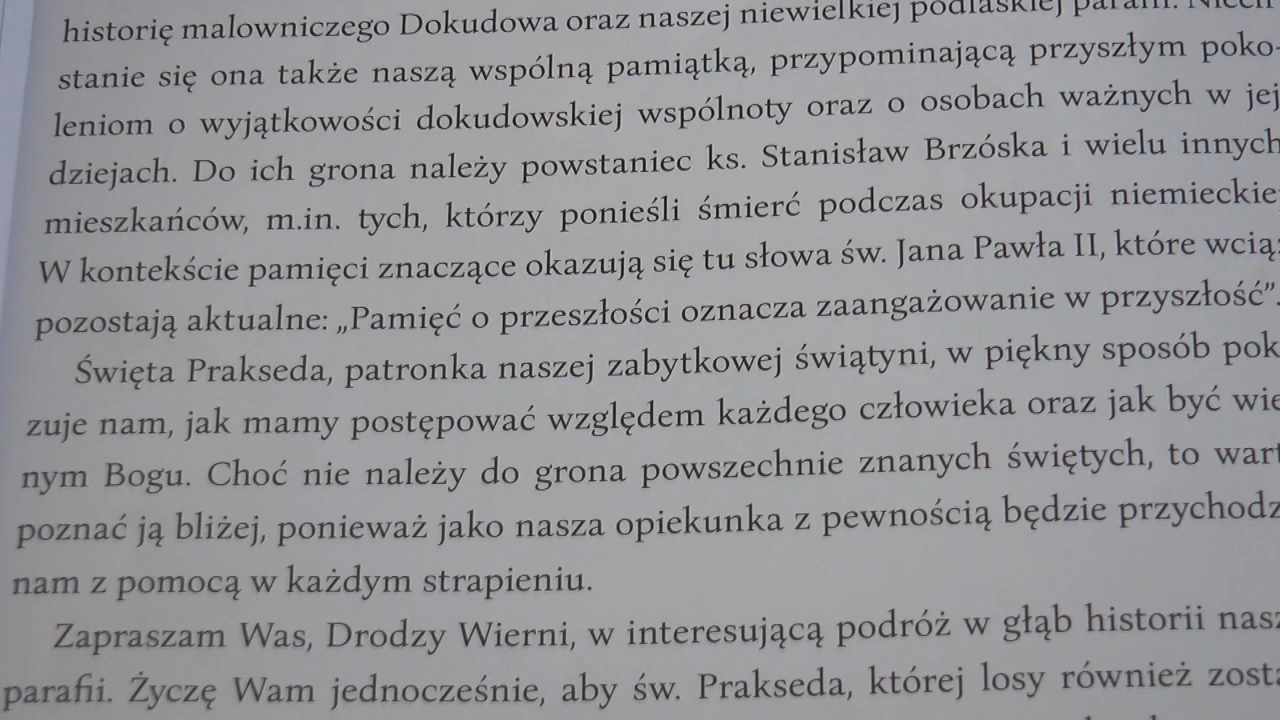 historię malowniczego Dokudowa oraz naszej niewielkiej podlaskiej parafii. Niech
stanie się ona także naszą wspólną pamiątką, przypominającą przyszłym poko-
leniom o wyjątkowości dokudowskiej wspólnoty oraz o osobach ważnych w jej
dziejach. Do ich grona należy powstaniec ks. Stanisław Brzóska i wielu innych
mieszkańców, m.in. tych, którzy ponieśli śmierć podczas okupacji niemieckie
W kontekście pamięci znaczące okazują się tu słowa św. Jana Pawła II, które wcią
pozostają aktualne: „Pamięć o przeszłości oznacza zaangażowanie w przyszłość”.
Święta Prakseda, patronka naszej zabytkowej świątyni, w piękny sposób pok
zuje nam, jak mamy postępować względem każdego człowieka oraz jak być wie
nym Bogu. Choć nie należy do grona powszechnie znanych świętych, to wart
poznać ją bliżej, ponieważ jako nasza opiekunka z pewnością będzie przychodz
nam z pomocą w każdym strapieniu.
Zapraszam Was, Drodzy Wierni, w interesującą podróż w głąb historii nasz
parafii. Życzę Wam jednocześnie, aby św. Prakseda, której losy również zosta